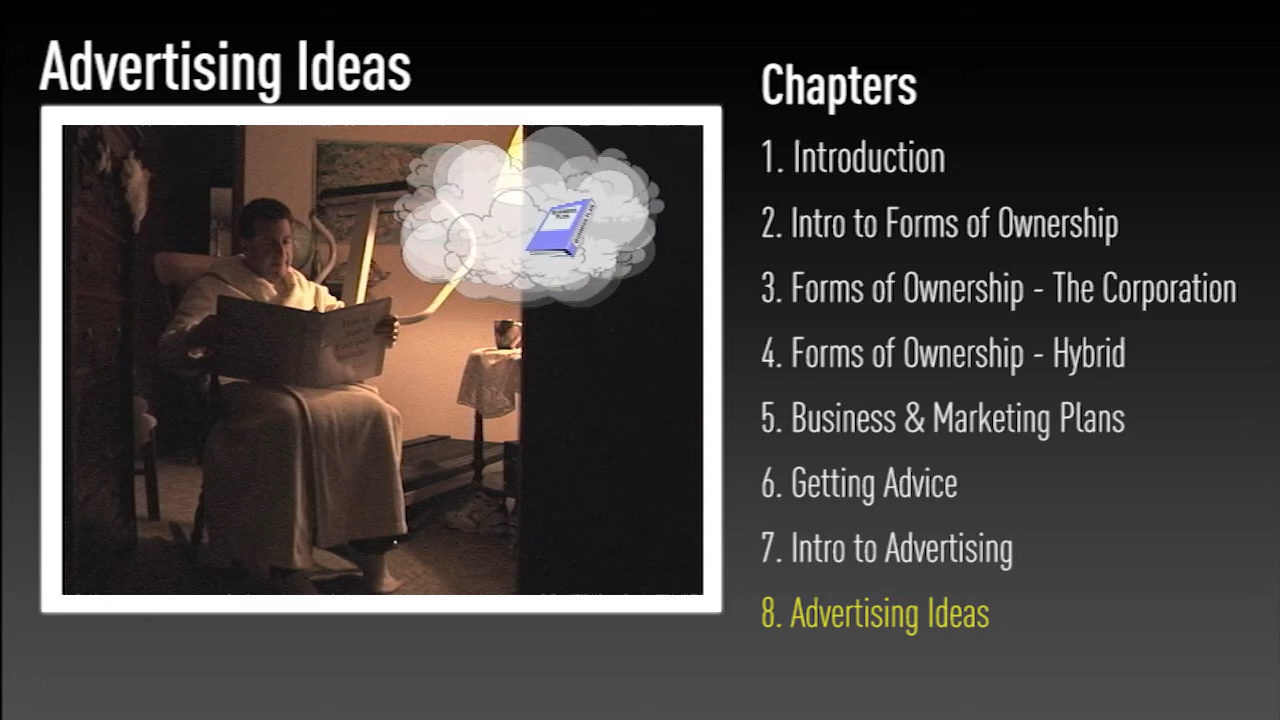 Advertising Ideas
Chapters
1. Introduction
2. Intro to Forms of Ownership
3. Forms of Ownership - The Corporation
4. Forms of Ownership - Hybrid
5. Business & Marketing Plans
6. Getting Advice
7. Intro to Advertising
8. Advertising Ideas